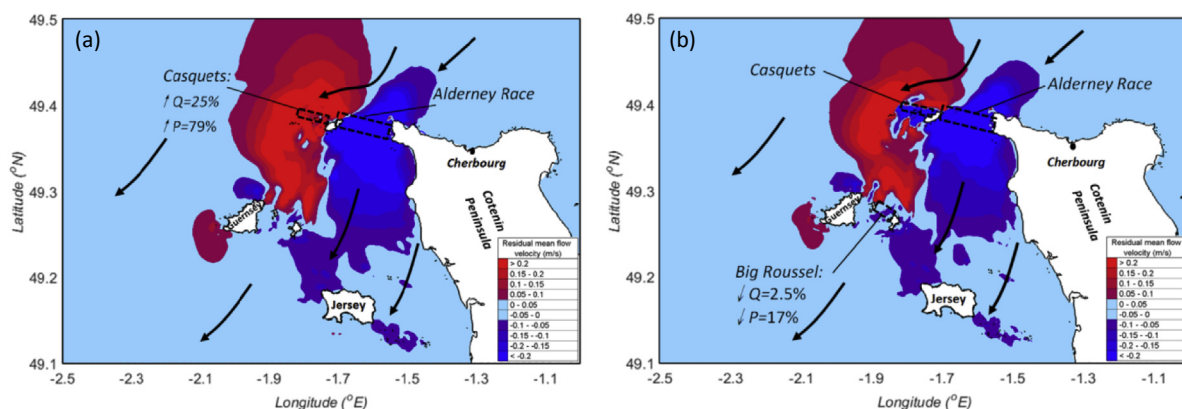 (a)
49.5
49.4
49.3
49.2
49.1
Latitude (°N)
Casquets:
↑ Q=25%
↑ P=79%
Alderney Race
Cherbourg
Cotenin
Peninsula
Guernsey
Jersey
Residual mean flow
velocity (m/s)
> 0.2
0.15 - 0.2
0.1 - 0.15
0.05 - 0.1
0 - 0.05
-0.05 - 0
-0.1 - -0.05
-0.15 - -0.1
-0.2 - -0.15
< -0.2
-2.5 -2.3 -2.1 -1.9 -1.7 -1.5 -1.3 -1.1
Longitude (°E)
(b)
49.5
49.4
49.3
49.2
49.1
Latitude (°N)
Casquets
Alderney Race
Cherbourg
Cotenin
Peninsula
Guernsey
Big Roussel:
↓ Q=2.5%
↓ P=17%
Jersey
Residual mean flow
velocity (m/s)
> 0.2
0.15 - 0.2
0.1 - 0.15
0.05 - 0.1
0 - 0.05
-0.05 - 0
-0.1 - -0.05
-0.15 - -0.1
-0.2 - -0.15
< -0.2
-2.5 -2.3 -2.1 -1.9 -1.7 -1.5 -1.3 -1.1
Longitude (°E)